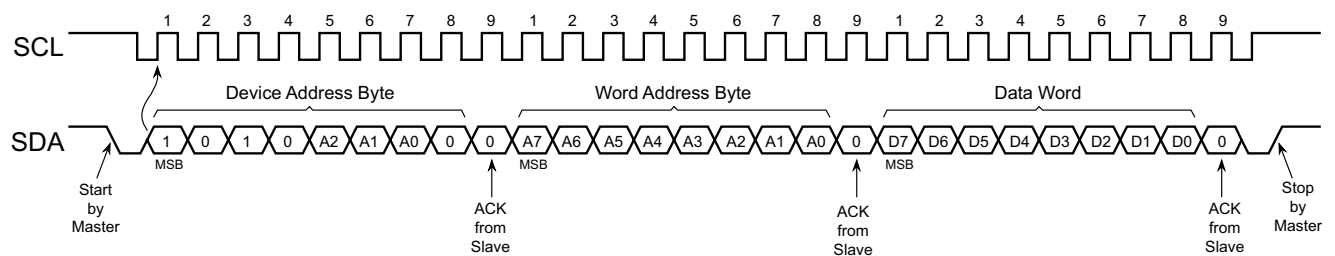 1 2 3 4 5 6 7 8 9 1 2 3 4 5 6 7 8 9 1 2 3 4 5 6 7 8 9
SCL
Device Address Byte Word Address Byte Data Word
SDA 1 0 1 0 A2 A1 A0 0 0 A7 A6 A5 A4 A3 A2 A1 A0 0 D7 D6 D5 D4 D3 D2 D1 D0 0
MSB MSB MSB
Start
by
Master
ACK
from
Slave
ACK
from
Slave
ACK
from
Slave
Stop
by
Master